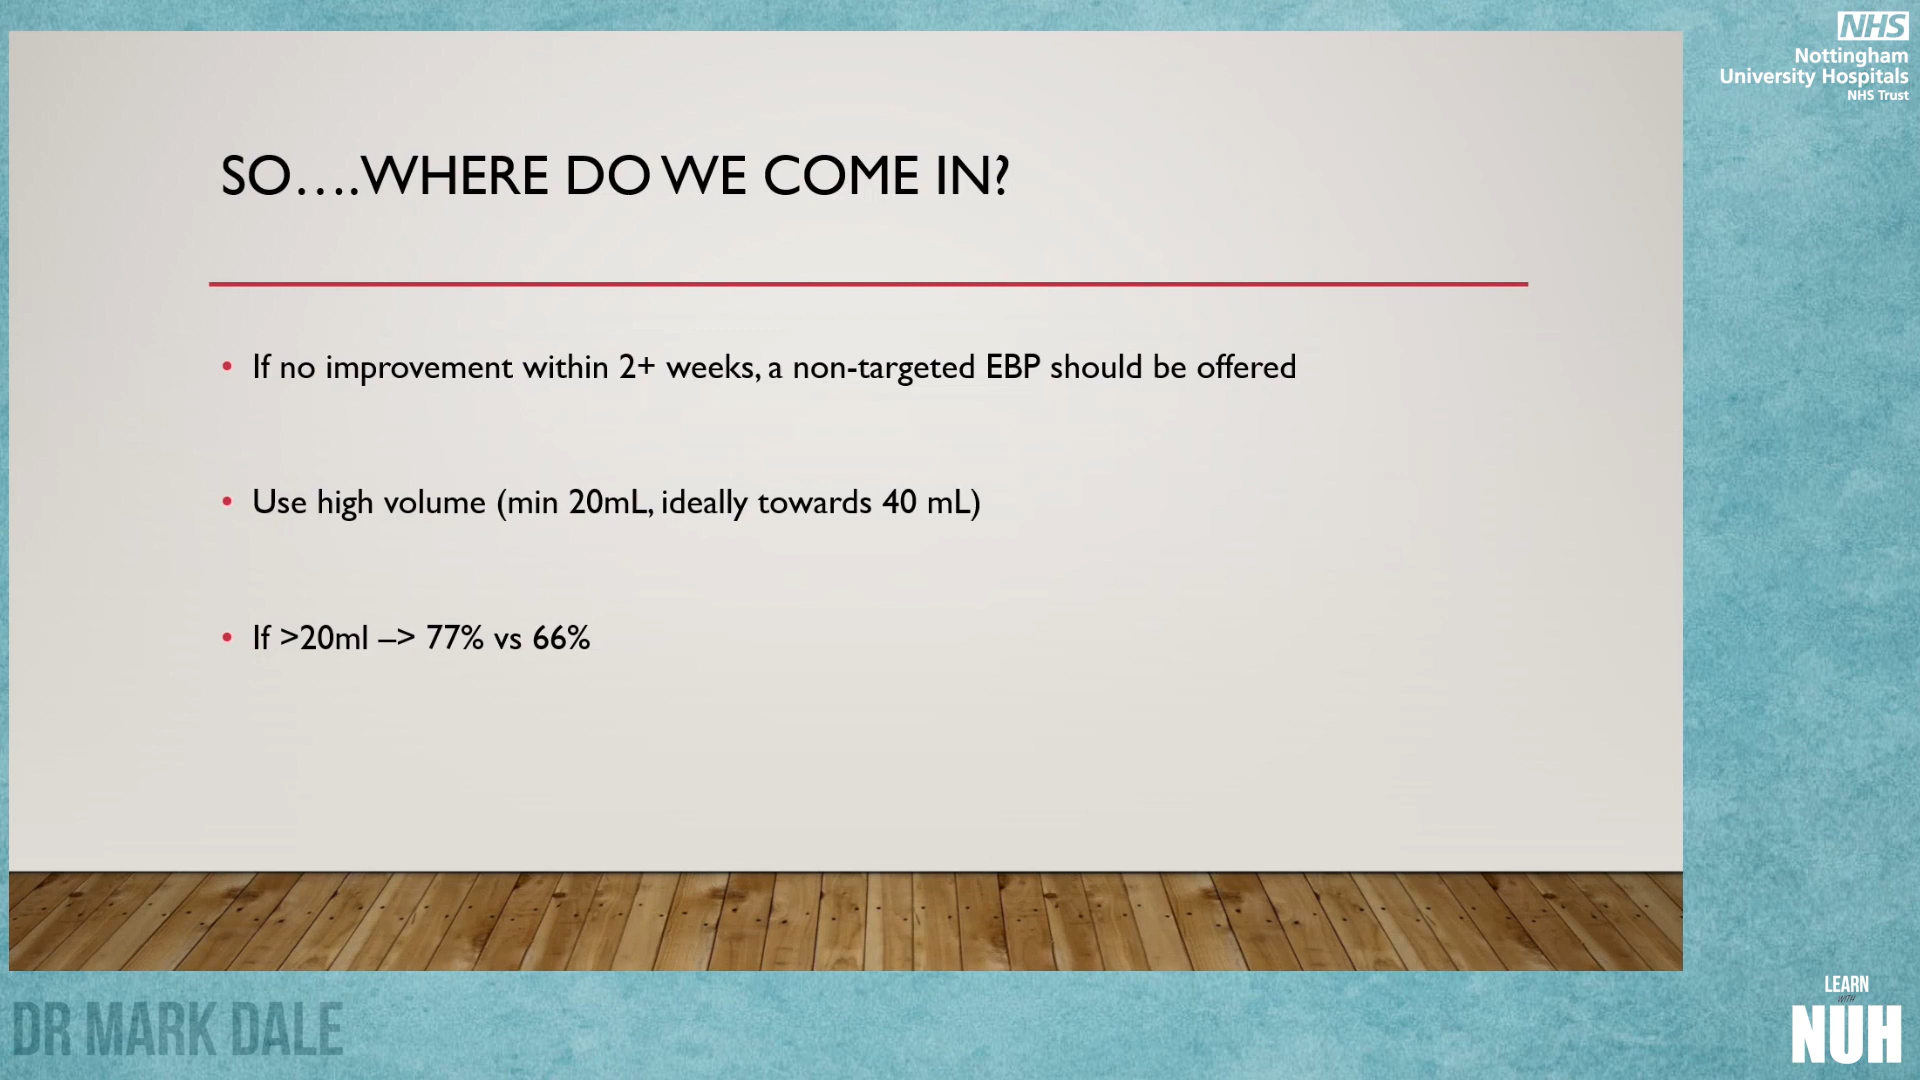 NHS
Nottingham
University Hospitals
NHS Trust
SO....WHERE DO WE COME IN?
• If no improvement within 2+ weeks, a non-targeted EBP should be offered
• Use high volume (min 20mL, ideally towards 40 mL)
• If >20ml –> 77% vs 66%
DR MARK DALE
LEARN
WITH
NUH